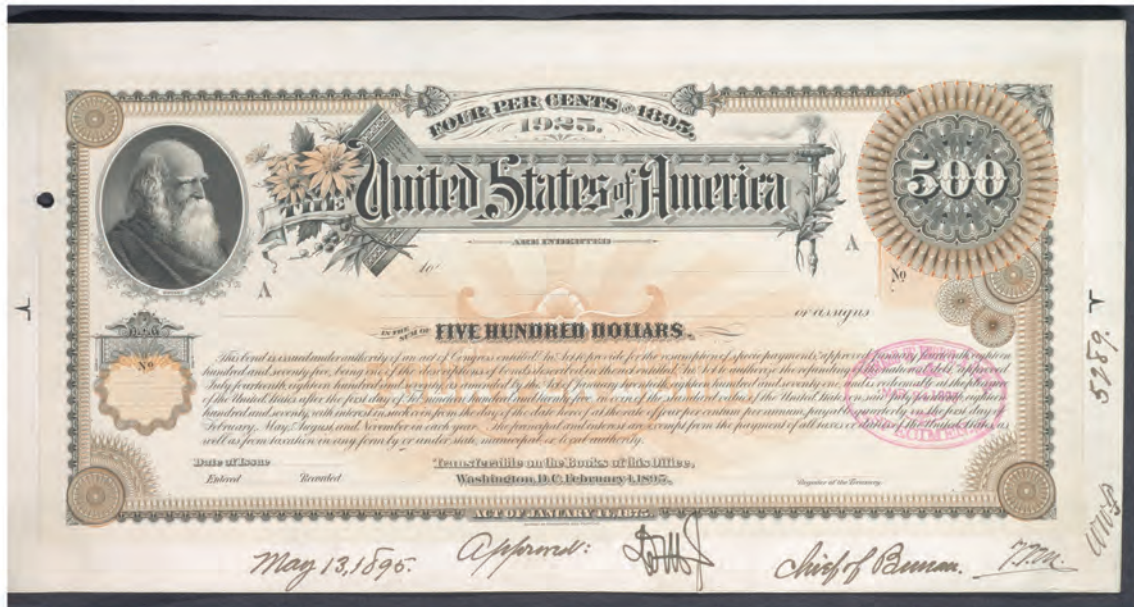 FOUR PER CENTS OF 1895.
1925.
THE United States of America
500
ARE INDEBTED
A
to
No
A
or assigns
IN THE SUM OF FIVE HUNDRED DOLLARS.
No
This bond is issued under authority of an act of Congress entitled "An Act to provide for the resumption of specie payments," approved January fourteenth, eighteen
hundred and seventy five, being one of the descriptions of bonds described in the act entitled "An Act to authorize the refunding of the national debt," approved
July fourteenth, eighteen hundred and seventy, as amended by the Act of January twentieth, eighteen hundred and seventy one, and is redeemable at the pleasure
of the United States after the first day of February, in coin of the standard value of the United States on said July fourteenth, eighteen
hundred and seventy, with interest in such coin from the day of the date hereof at the rate of four per centum per annum, payable quarterly on the first day of
February, May, August, and November in each year. The principal and interest are exempt from the payment of all taxes or duties of the United States, as
well as from taxation in any form by or under state, municipal, or local authority.
SPECIMEN
Date of Issue
Transferable on the Books of this Office,
Entered Recorded
Washington, D.C. February 1, 1895.
Register of the Treasury.
ACT OF JANUARY 14, 1875.
May 13, 1895. Approved: Chief of Bureau.
5289.